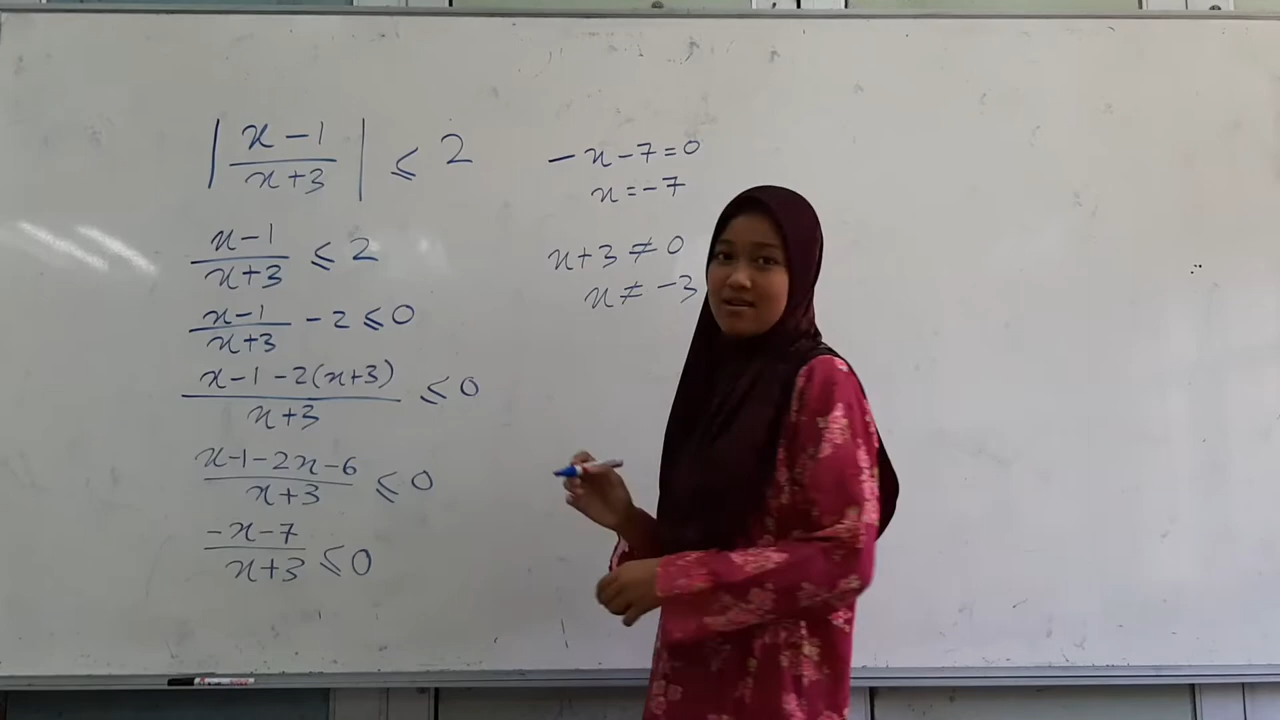 | x-1 / x+3 | ⩽ 2
x-1 / x+3 ⩽ 2
x-1 / x+3 - 2 ⩽ 0
x-1-2(x+3) / x+3 ⩽ 0
x-1-2x-6 / x+3 ⩽ 0
-x-7 / x+3 ⩽ 0
-x-7=0
x=-7
x+3 ≠ 0
x ≠ -3